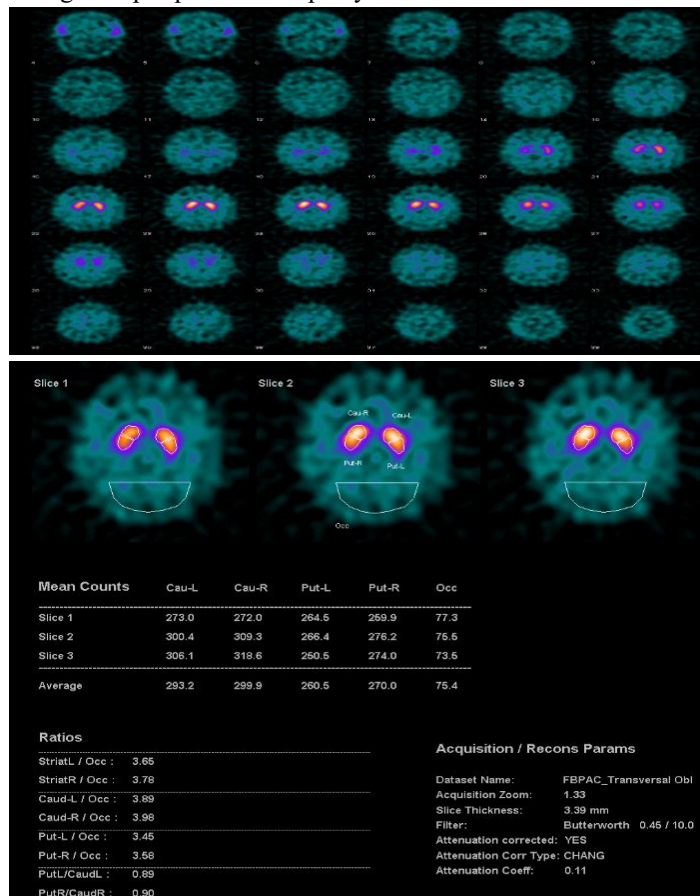 Slice 1
Slice 2
Slice 3
Cau-R
Cau-L
Put-R
Put-L
Occ
Mean Counts Cau-L Cau-R Put-L Put-R Occ
Slice 1 273.0 272.0 264.5 259.9 77.3
Slice 2 300.4 309.3 266.4 276.2 75.5
Slice 3 306.1 318.6 250.5 274.0 73.5
Average 293.2 299.9 260.5 270.0 75.4
Ratios
StriatL / Occ : 3.65
StriatR / Occ : 3.78
Caud-L / Occ : 3.89
Caud-R / Occ : 3.98
Put-L / Occ : 3.45
Put-R / Occ : 3.58
PutL/CaudL : 0.89
PutR/CaudR : 0.90
Acquisition / Recons Params
Dataset Name: FBPAC_Transversal Obl
Acquisition Zoom: 1.33
Slice Thickness: 3.39 mm
Filter: Butterworth 0.45 / 10.0
Attenuation corrected: YES
Attenuation Corr Type: CHANG
Attenuation Coeff: 0.11